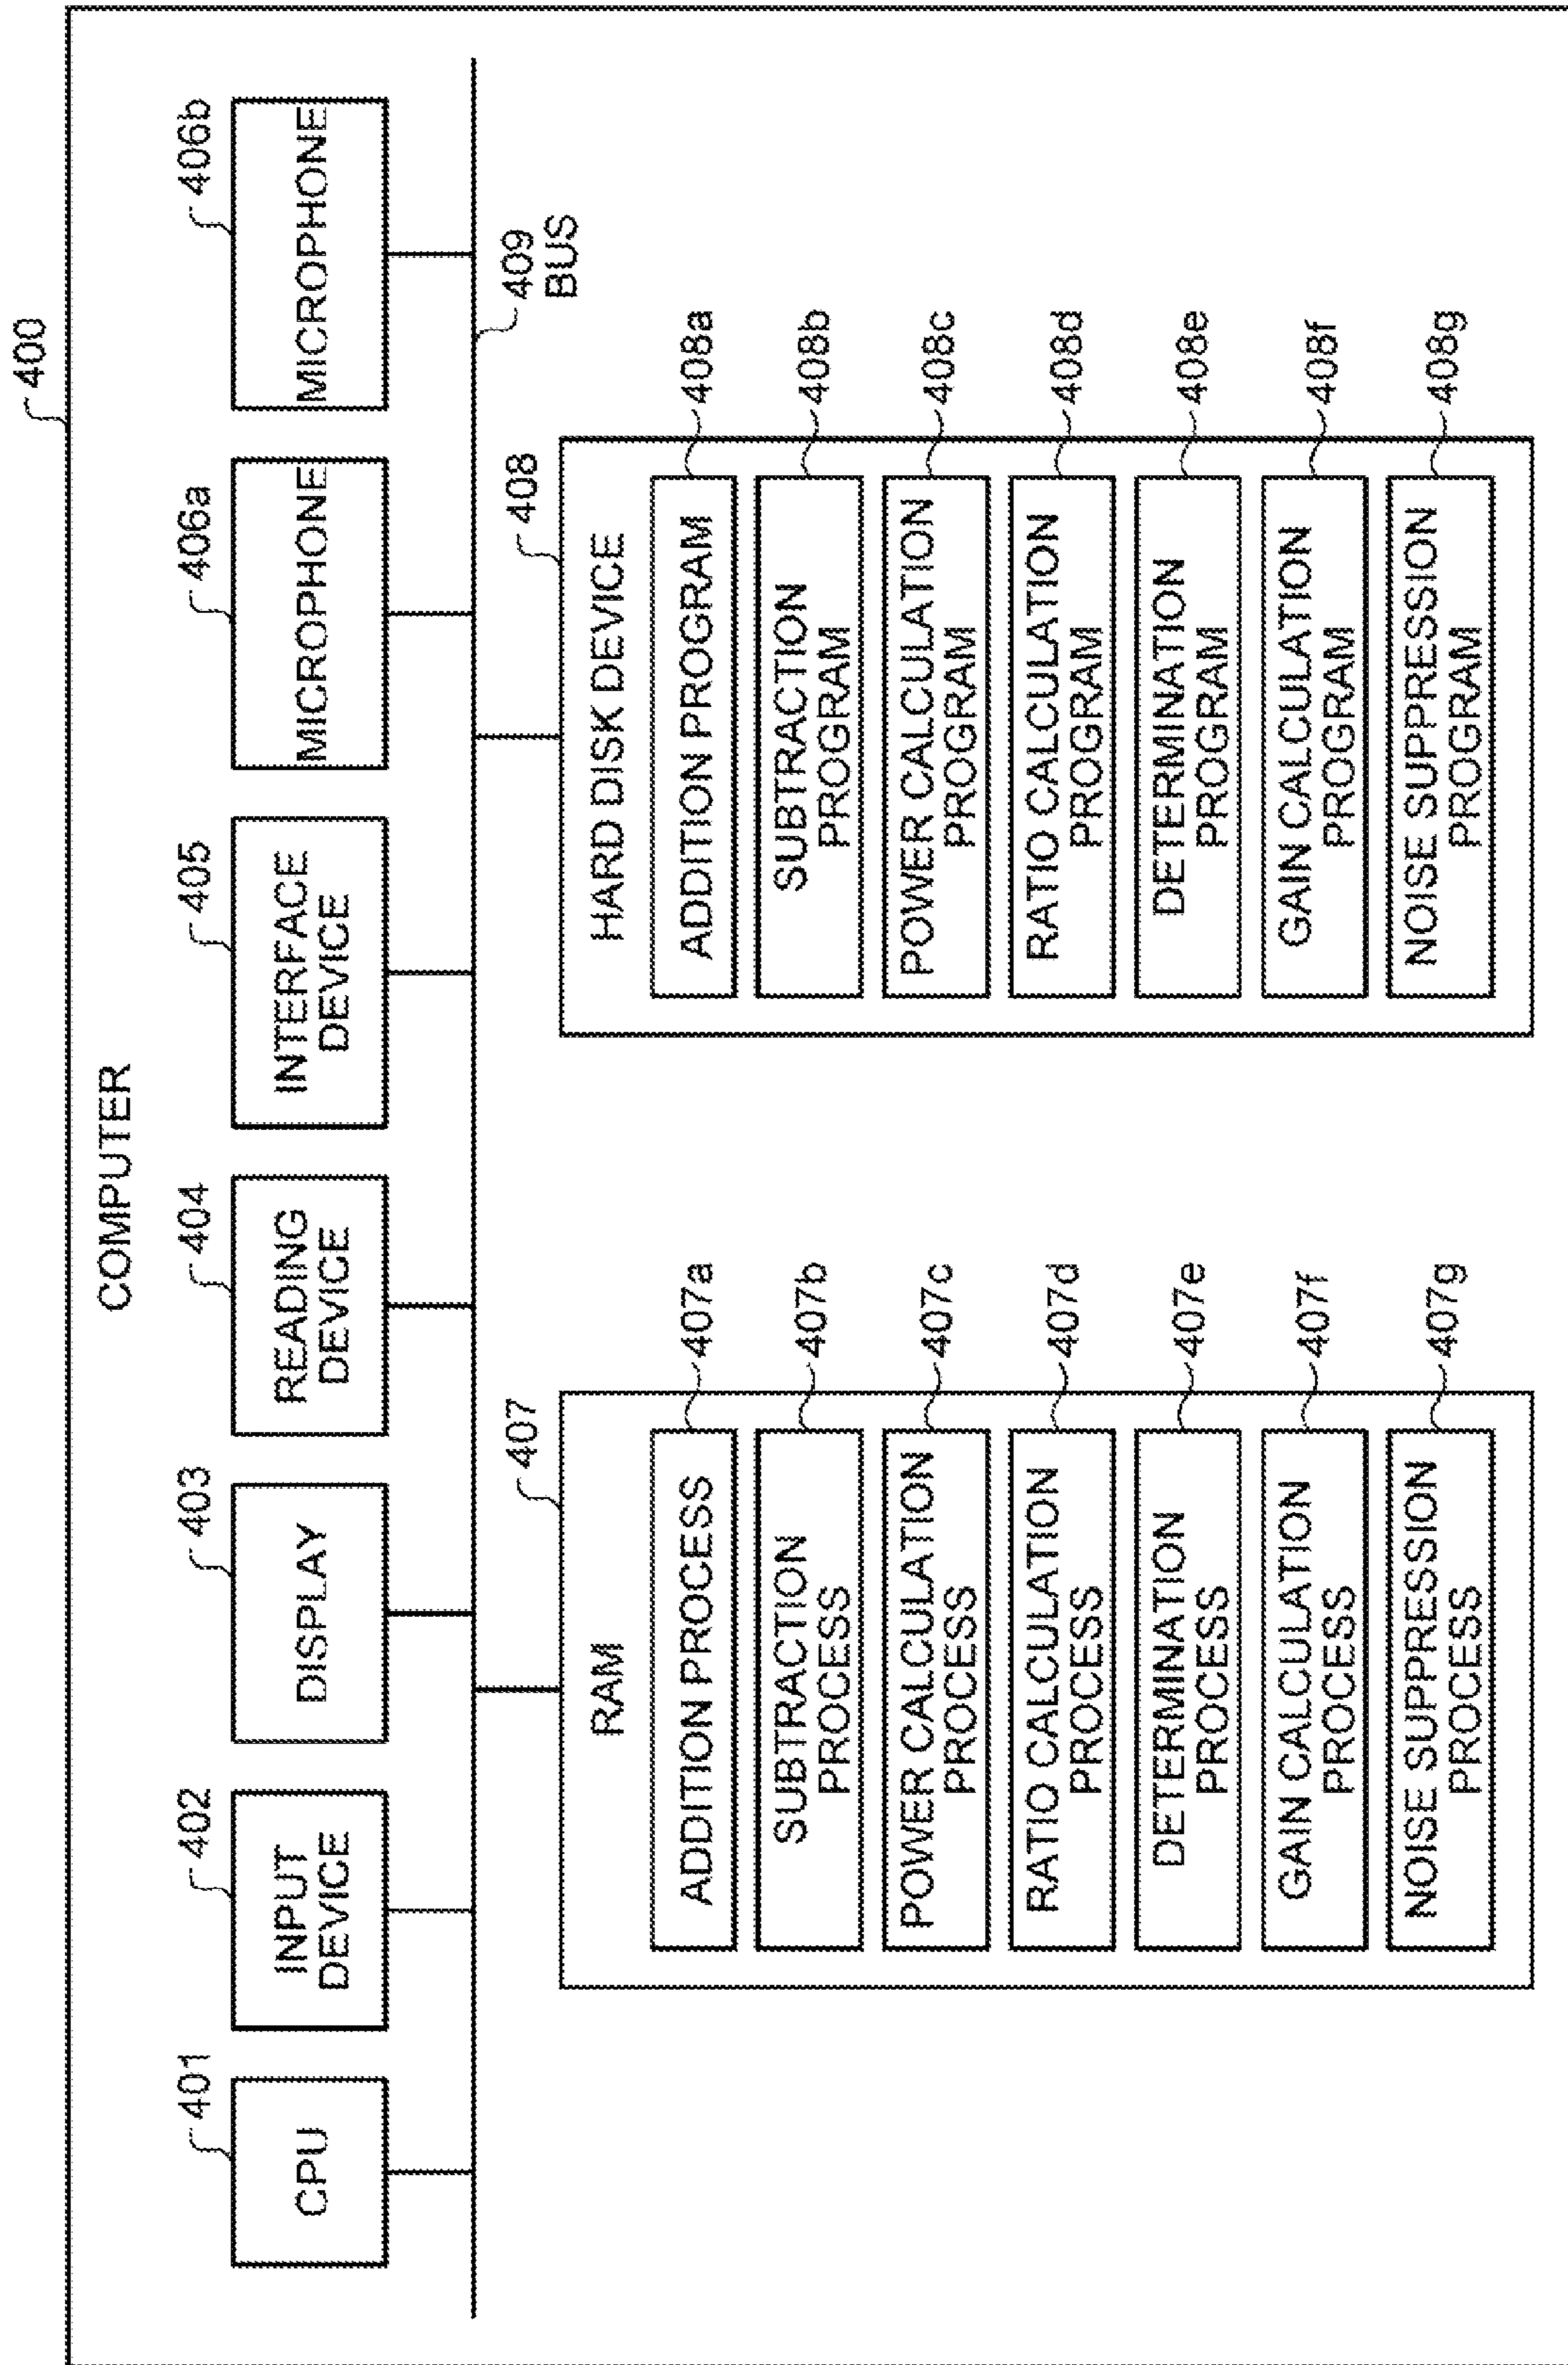 400
COMPUTER
401
CPU
402
INPUT
DEVICE
403
DISPLAY
404
READING
DEVICE
405
INTERFACE
DEVICE
406a
MICROPHONE
406b
MICROPHONE
409
BUS
407
RAM
ADDITION PROCESS
407a
SUBTRACTION
PROCESS
407b
POWER CALCULATION
PROCESS
407c
RATIO CALCULATION
PROCESS
407d
DETERMINATION
PROCESS
407e
GAIN CALCULATION
PROCESS
407f
NOISE SUPPRESSION
PROCESS
407g
408
HARD DISK DEVICE
ADDITION PROGRAM
408a
SUBTRACTION
PROGRAM
408b
POWER CALCULATION
PROGRAM
408c
RATIO CALCULATION
PROGRAM
408d
DETERMINATION
PROGRAM
408e
GAIN CALCULATION
PROGRAM
408f
NOISE SUPPRESSION
PROGRAM
408g